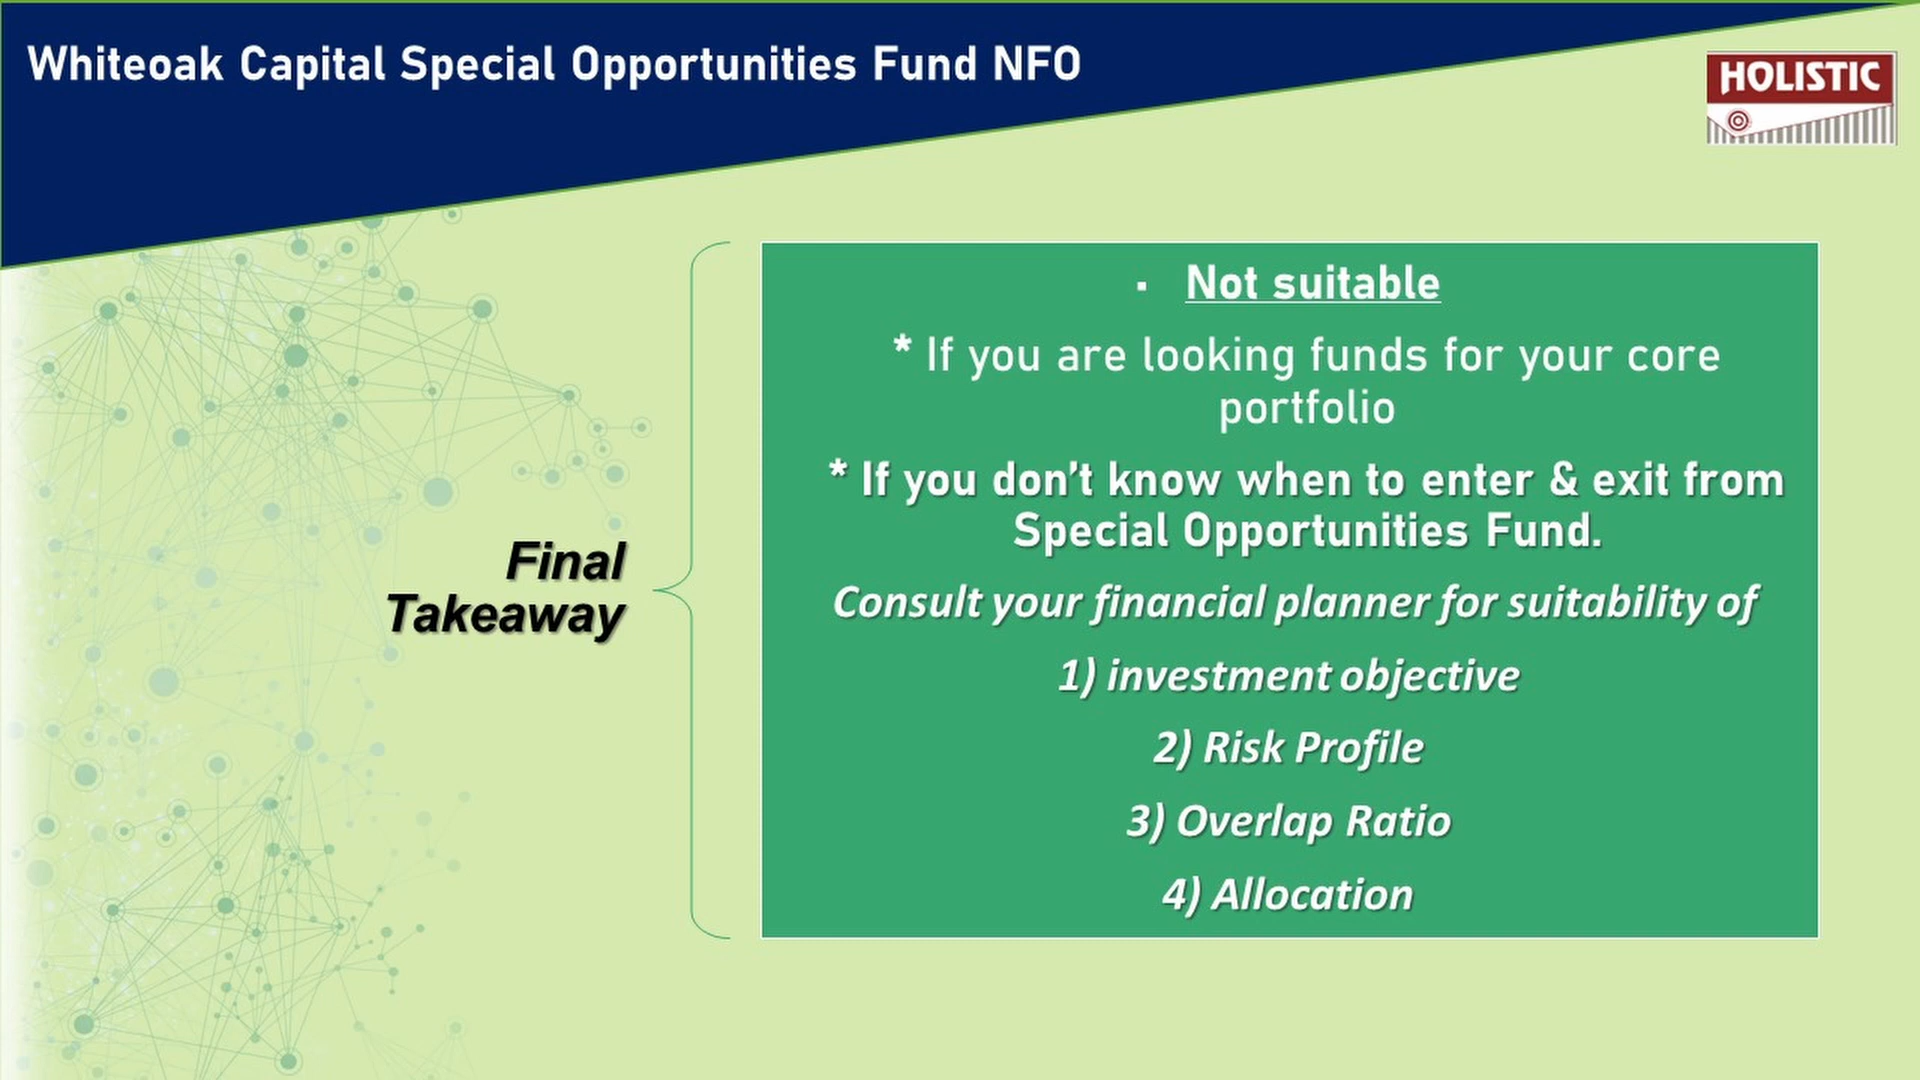 Whiteoak Capital Special Opportunities Fund NFO
HOLISTIC
Final
Takeaway
▪ Not suitable
* If you are looking funds for your core
portfolio
* If you don't know when to enter & exit from
Special Opportunities Fund.
Consult your financial planner for suitability of
1) investment objective
2) Risk Profile
3) Overlap Ratio
4) Allocation